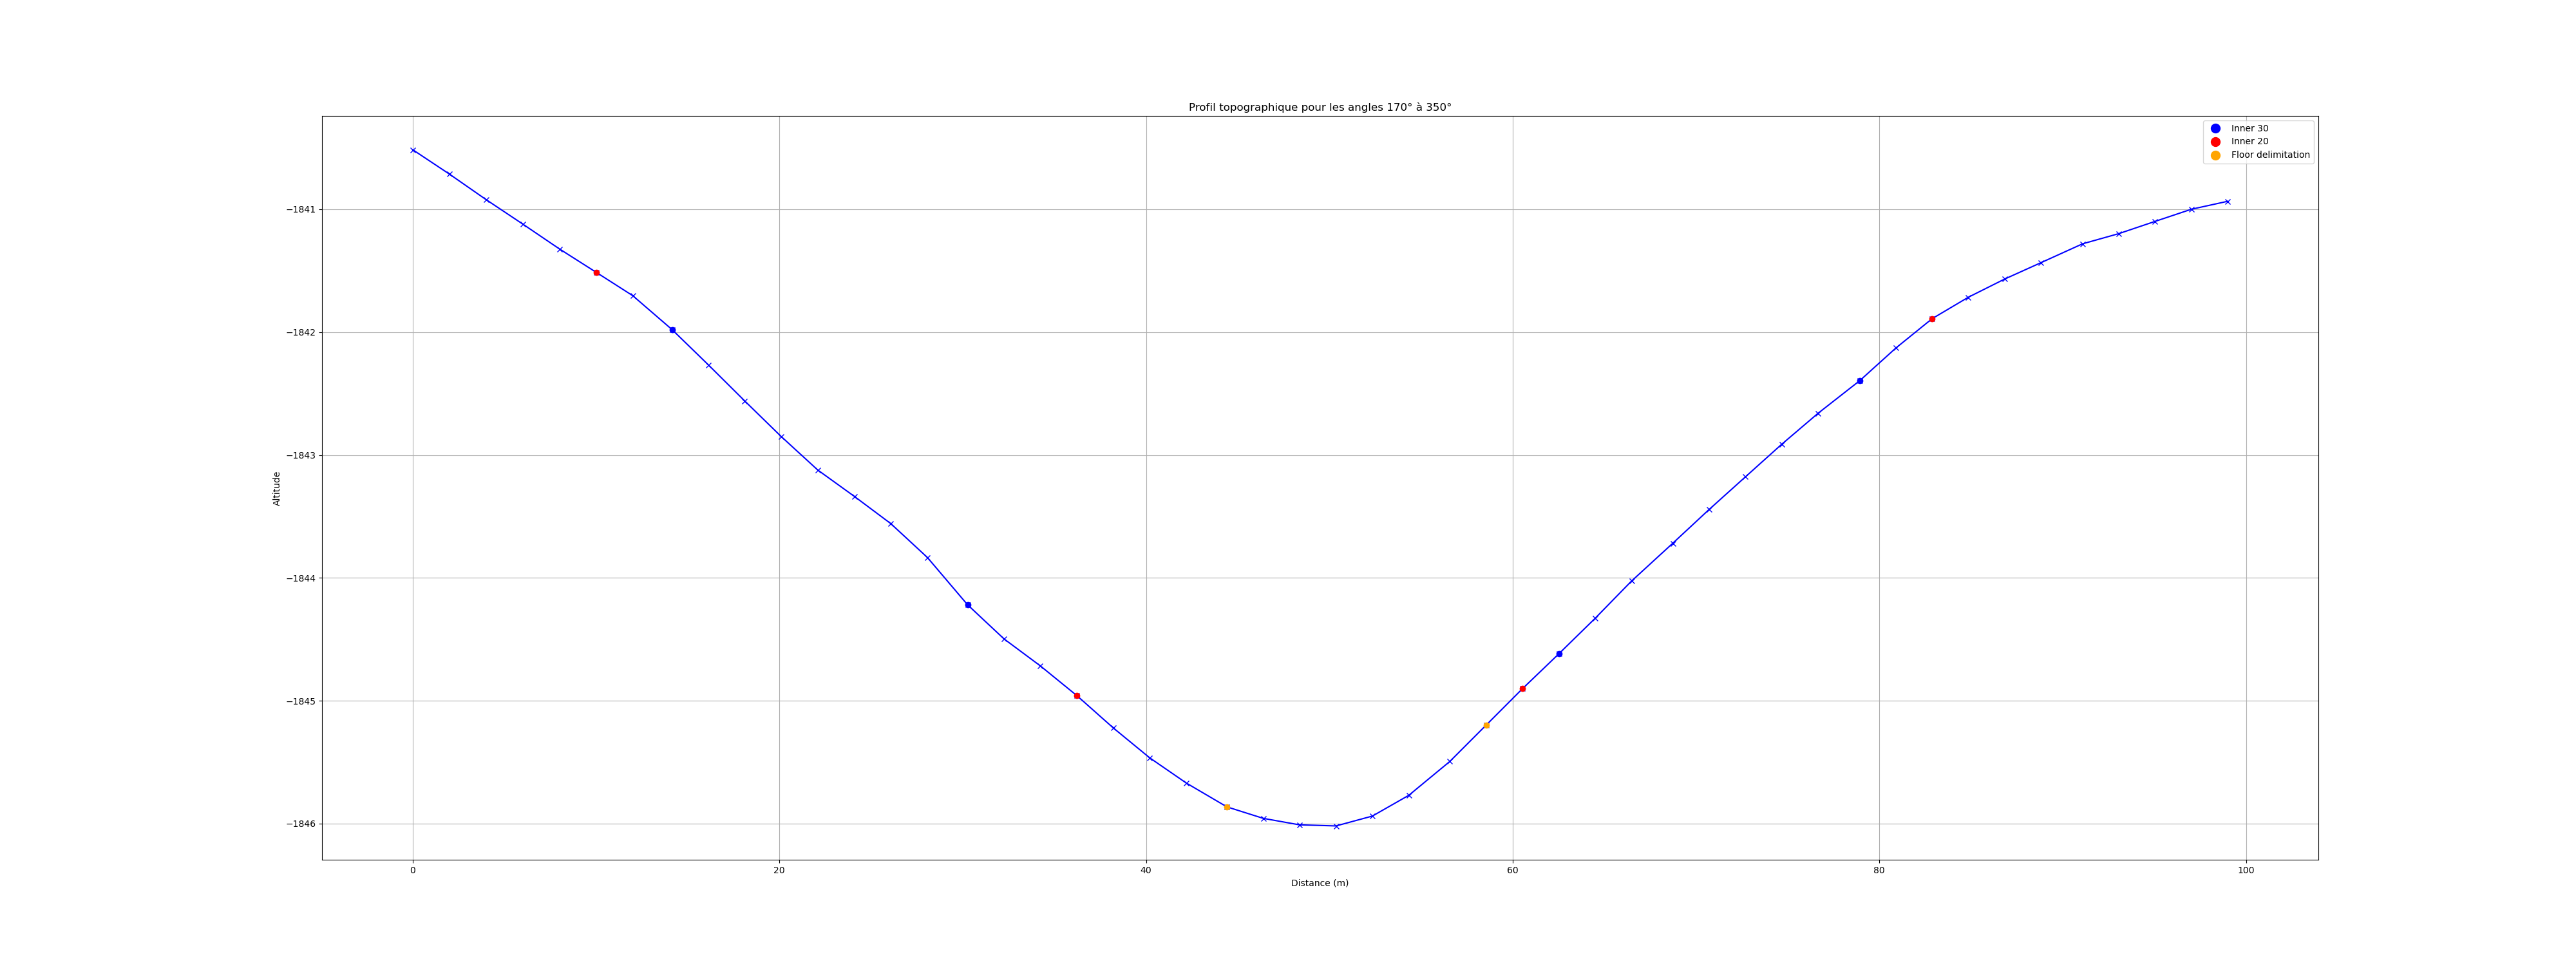 Profil topographique pour les angles 170° à 350°
Inner 30
Inner 20
Floor delimitation
−1841
−1842
−1843
−1844
−1845
−1846
Altitude
0 20 40 60 80 100
Distance (m)